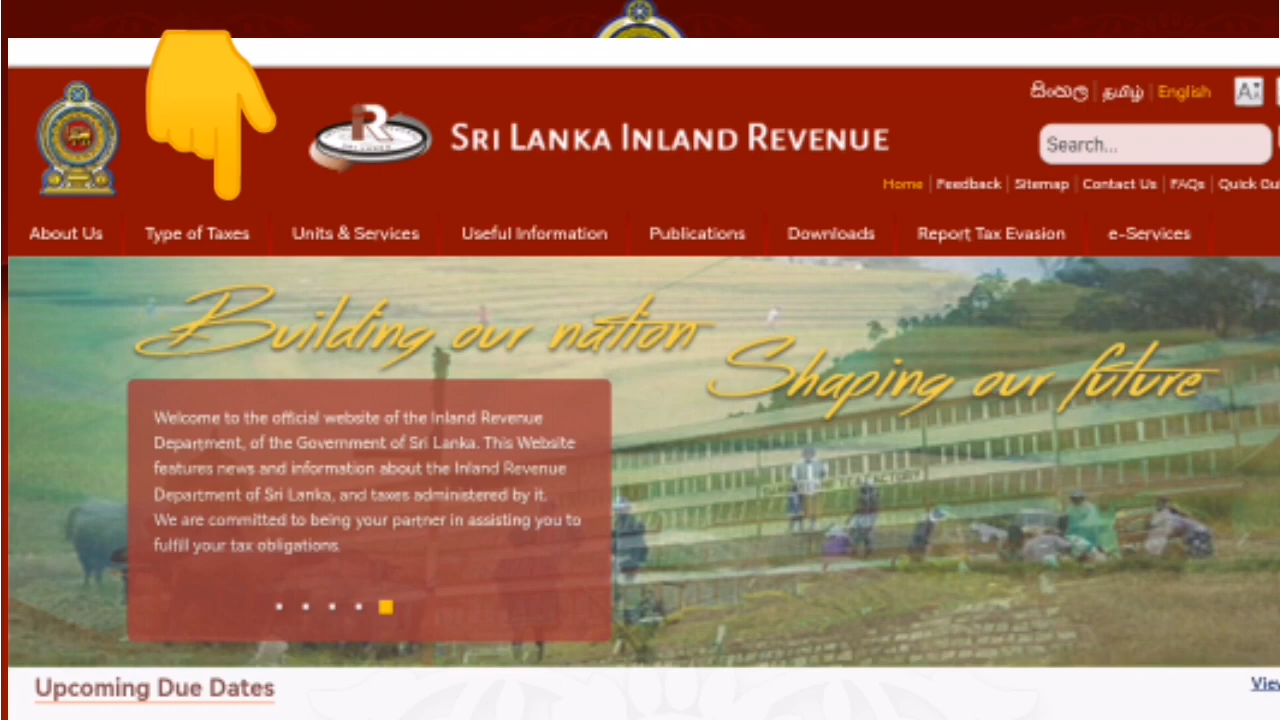 සිංහල | தமிழ் | English
SRI LANKA INLAND REVENUE
Search...
Home | Feedback | Sitemap | Contact Us | FAQs | Quick
About Us
Type of Taxes
Units & Services
Useful Information
Publications
Downloads
Report Tax Evasion
e-Services
Building our nation
Shaping our future
Welcome to the official website of the Inland Revenue
Department, of the Government of Sri Lanka. This Website
features news and information about the Inland Revenue
Department of Sri Lanka, and taxes administered by it.
We are committed to being your partner in assisting you to
fulfill your tax obligations.
Upcoming Due Dates